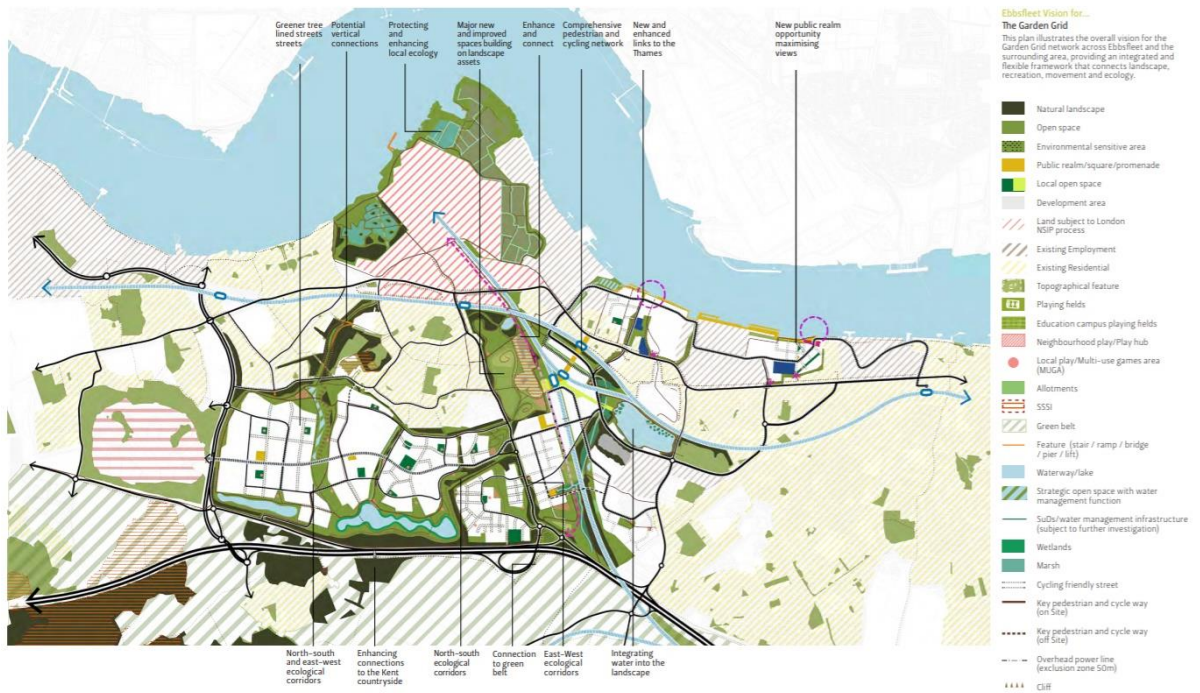 Greener tree
lined streets
streets
Potential
vertical
connections
Protecting
and
enhancing
local ecology
Major new
and improved
spaces building
on landscape
assets
Enhance
and
connect
Comprehensive
pedestrian and
cycling network
New and
enhanced
links to the
Thames
New public realm
opportunity
maximising
views
Ebbsfleet Vision for...
The Garden Grid
This plan illustrates the overall vision for the
Garden Grid network across Ebbsfleet and the
surrounding area, providing an integrated and
flexible framework that connects landscape,
recreation, movement and ecology.
Natural landscape
Open space
Environmental sensitive area
Public realm/square/promenade
Local open space
Development area
Land subject to London
NSIP process
Existing Employment
Existing Residential
Topographical feature
Playing fields
Education campus playing fields
Neighbourhood play/Play hub
Local play/Multi-use games area
(MUGA)
Allotments
SSSI
Green belt
Feature (stair / ramp / bridge
/ pier / lift)
Waterway/lake
Strategic open space with water
management function
SuDs/water management infrastructure
(subject to further investigation)
Wetlands
Marsh
Cycling friendly street
Key pedestrian and cycle way
(on Site)
Key pedestrian and cycle way
(off Site)
Overhead power line
(exclusion zone 50m)
Cliff
North-south
and east-west
ecological
corridors
Enhancing
connections
to the Kent
countryside
North-south
ecological
corridors
Connection
to green
belt
East-West
ecological
corridors
Integrating
water into the
landscape